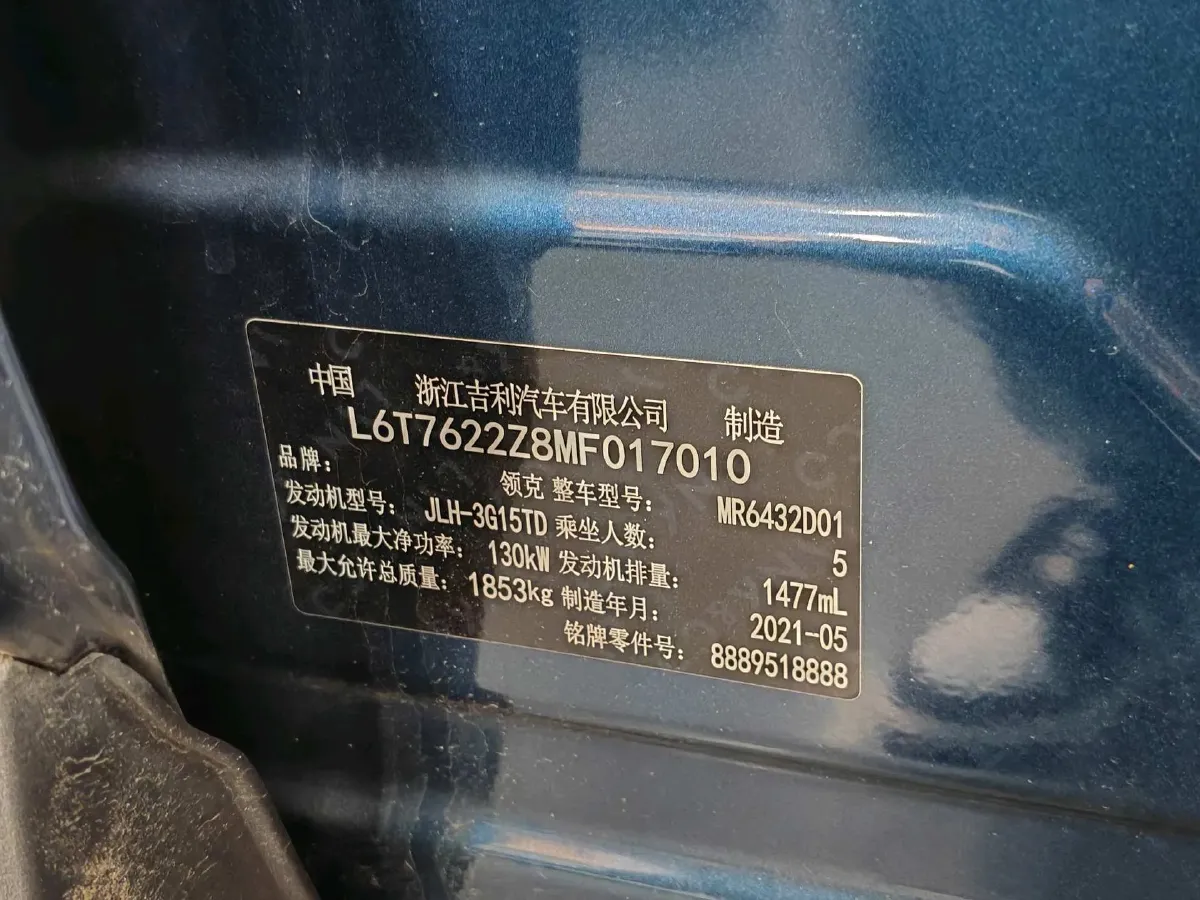 中国 浙江吉利汽车有限公司 制造
L6T7622Z8MF017010
品牌： 领克 整车型号： MR6432D01
发动机型号： JLH-3G15TD 乘坐人数： 5
发动机最大净功率： 130kW 发动机排量： 1477mL
最大允许总质量： 1853kg 制造年月： 2021-05
铭牌零件号： 8889518888